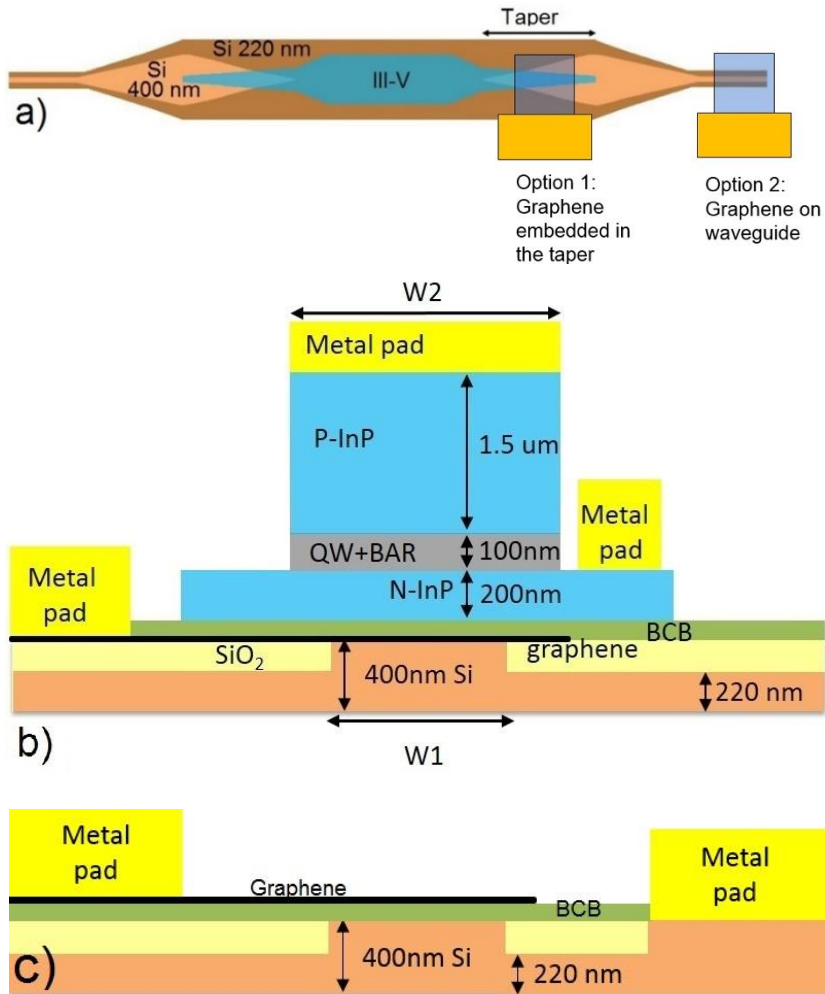 Taper
Si 220 nm
Si
400 nm
III-V
a)
Option 1:
Graphene
embedded in
the taper
Option 2:
Graphene on
waveguide
W2
Metal pad
P-InP
1.5 um
Metal
pad
QW+BAR
100nm
Metal
pad
N-InP
200nm
BCB
SiO2
graphene
400nm Si
220 nm
b)
W1
Metal
pad
Metal
pad
Graphene
BCB
400nm Si
220 nm
c)